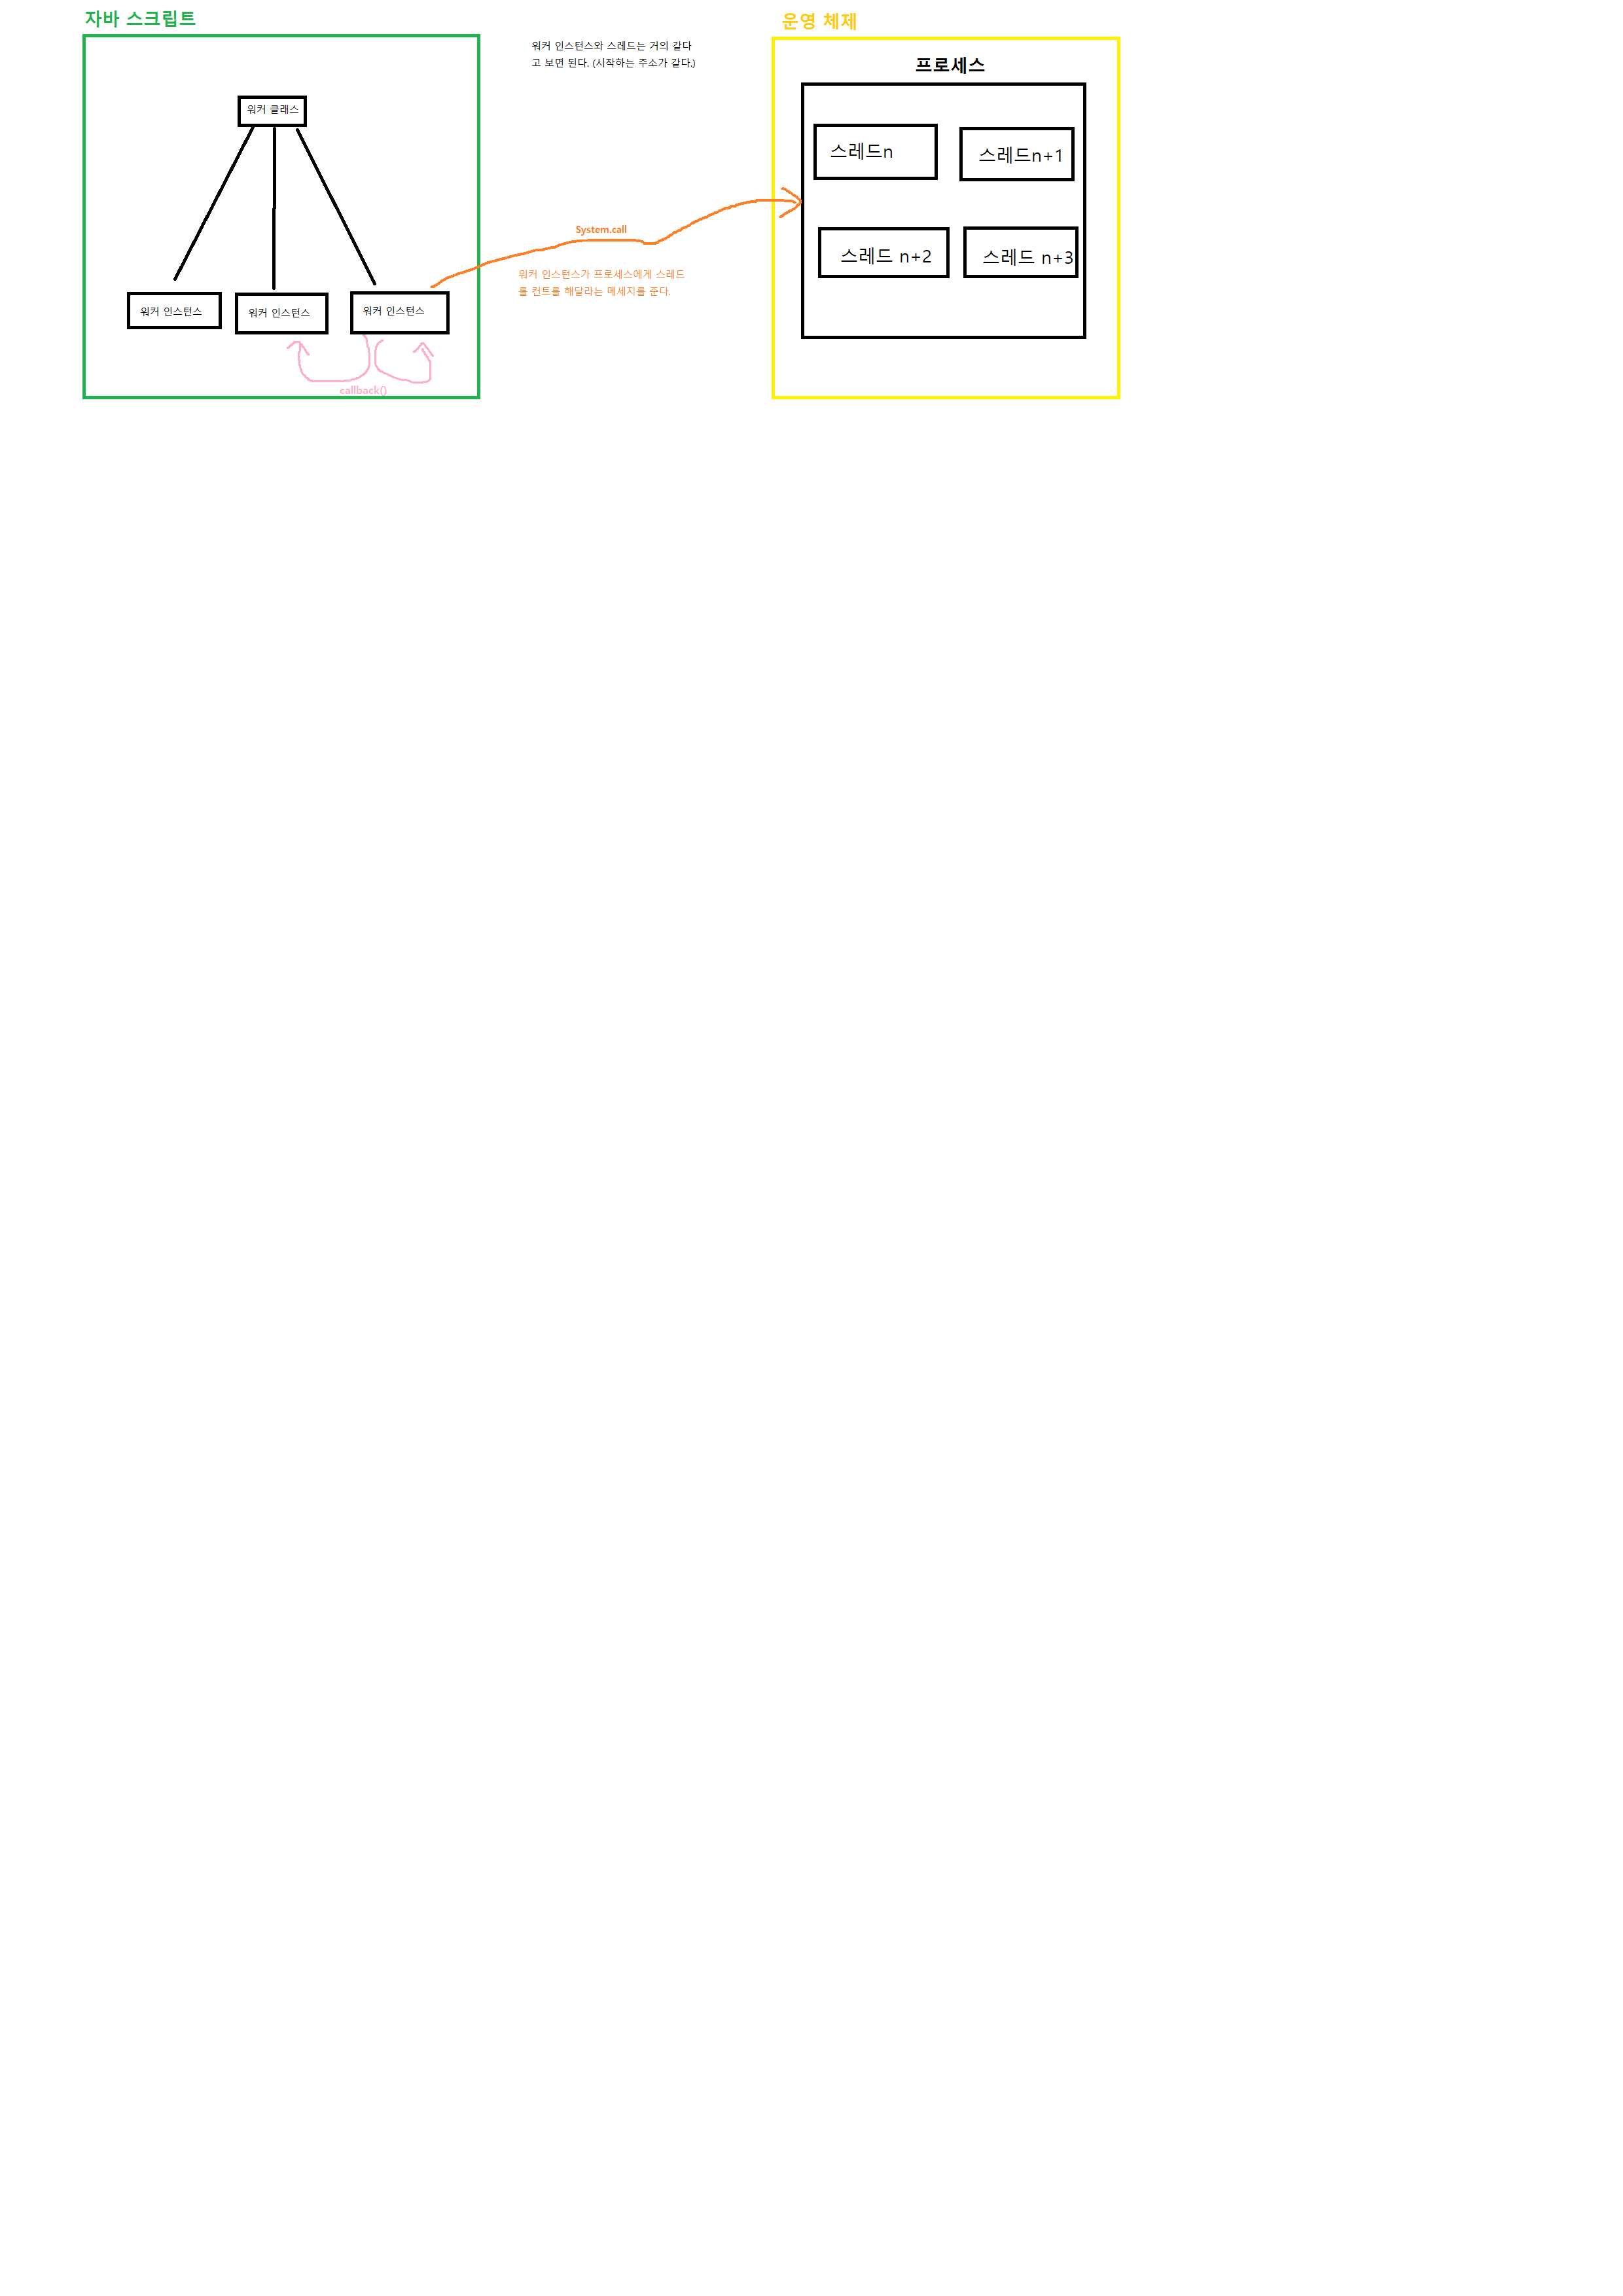 자바 스크립트
워커 클래스
워커 인스턴스
워커 인스턴스
워커 인스턴스
callback()
워커 인스턴스와 스레드는 거의 같다
고 보면 된다. (시작하는 주소가 같다.)
System.call
워커 인스턴스가 프로세스에게 스레드
를 컨트롤 해달라는 메세지를 준다.
운영 체제
프로세스
스레드n
스레드n+1
스레드 n+2
스레드 n+3